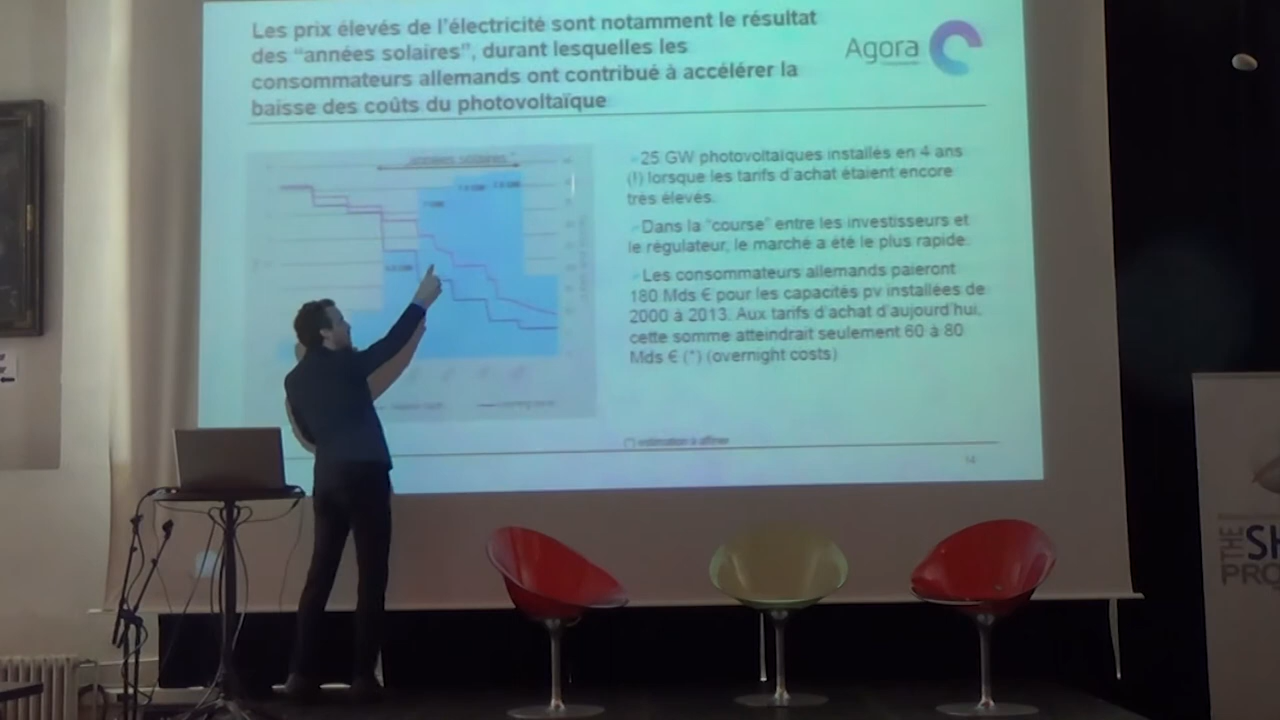 Les prix élevés de l'électricité sont notamment le résultat
des "années solaires", durant lesquelles les
consommateurs allemands ont contribué à accélérer la
baisse des coûts du photovoltaïque
Agora
années solaires
25 GW photovoltaïques installés en 4 ans
(!) lorsque les tarifs d'achat étaient encore
très élevés.
Dans la "course" entre les investisseurs et
le régulateur, le marché a été le plus rapide.
Les consommateurs allemands paieront
180 Mds € pour les capacités pv installées de
2000 à 2013. Aux tarifs d'achat d'aujourd'hui,
cette somme atteindrait seulement 60 à 80
Mds € (*) (overnight costs)
(*) estimation à affiner
14
THE SH
PRO